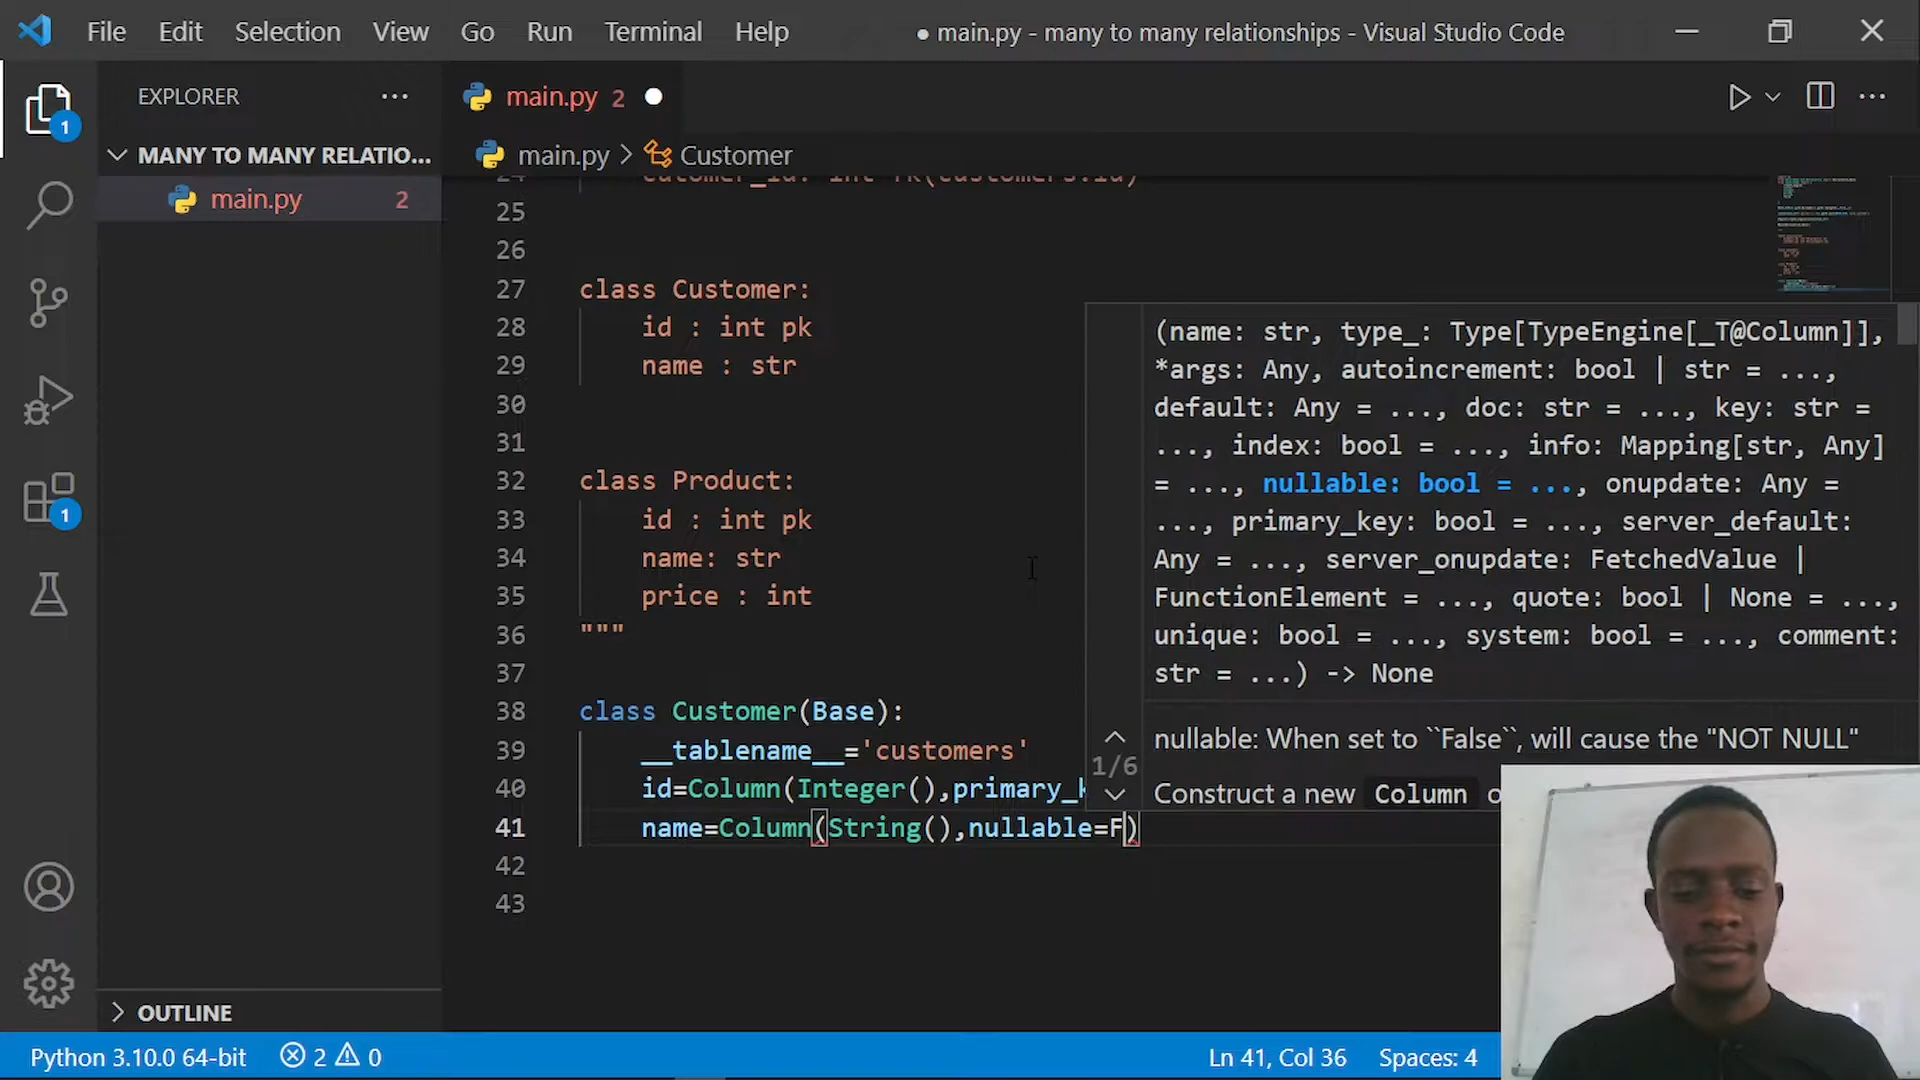 File Edit Selection View Go Run Terminal Help
● main.py - many to many relationships - Visual Studio Code
EXPLORER ···
main.py 2 ●
MANY TO MANY RELATIO...
main.py > Customer
main.py 2
24 cutomer_id: int fk(customers.id)
25
26
27 class Customer:
28 id : int pk
29 name : str
30
31
32 class Product:
33 id : int pk
34 name: str
35 price : int
36 """
37
38 class Customer(Base):
39 __tablename__='customers'
40 id=Column(Integer(),primary_k
41 name=Column(String(),nullable=F)
42
43
(name: str, type_: Type[TypeEngine[_T@Column]],
*args: Any, autoincrement: bool | str = ...,
default: Any = ..., doc: str = ..., key: str =
..., index: bool = ..., info: Mapping[str, Any]
= ..., nullable: bool = ..., onupdate: Any =
..., primary_key: bool = ..., server_default:
Any = ..., server_onupdate: FetchedValue |
FunctionElement = ..., quote: bool | None = ...,
unique: bool = ..., system: bool = ..., comment:
str = ...) -> None
nullable: When set to ``False``, will cause the "NOT NULL"
1/6
Construct a new Column o
1
1
OUTLINE
Python 3.10.0 64-bit 2 0
Ln 41, Col 36 Spaces: 4